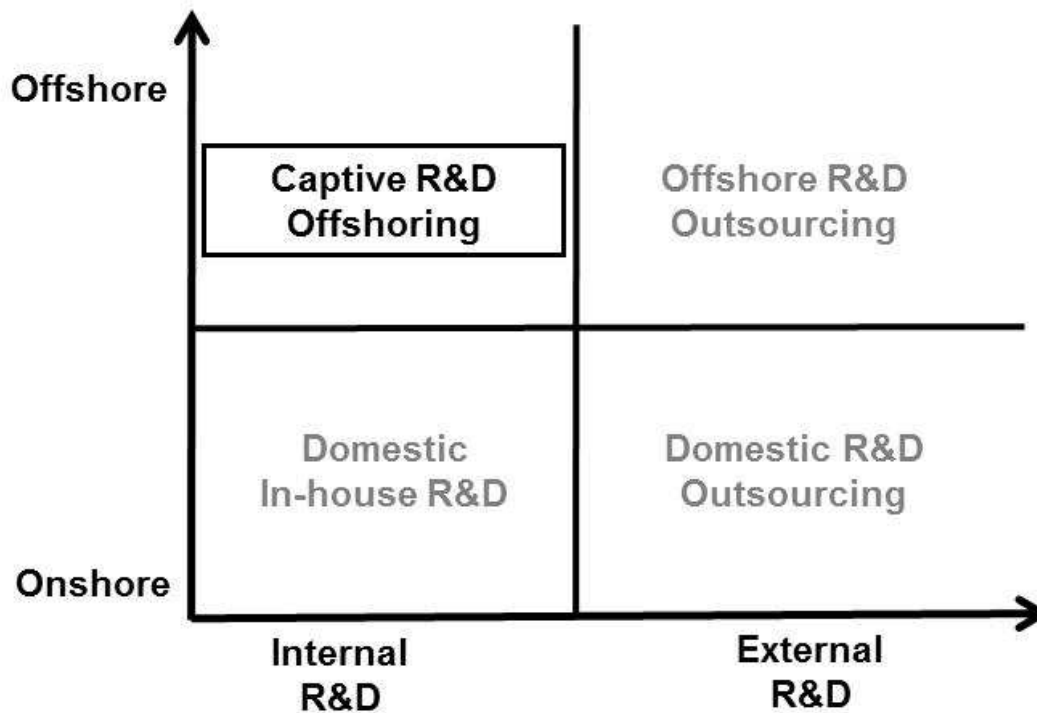 Offshore
Captive R&D
Offshoring
Offshore R&D
Outsourcing
Domestic
In-house R&D
Domestic R&D
Outsourcing
Onshore
Internal
R&D
External
R&D